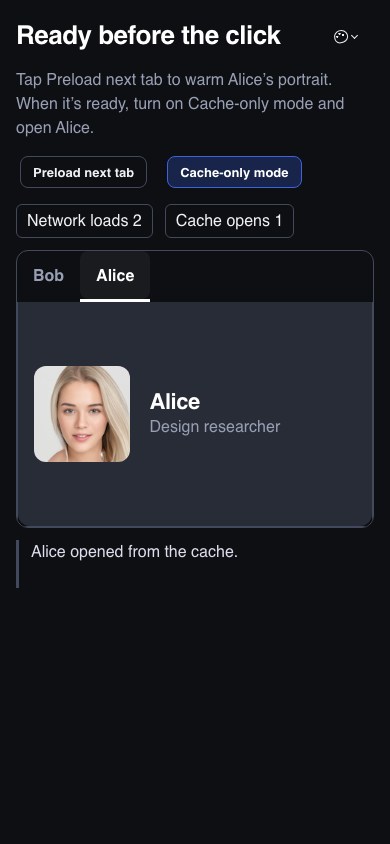 Ready before the click
Tap Preload next tab to warm Alice’s portrait.
When it’s ready, turn on Cache-only mode and
open Alice.
Preload next tab
Cache-only mode
Network loads 2
Cache opens 1
Bob
Alice
Alice
Design researcher
Alice opened from the cache.